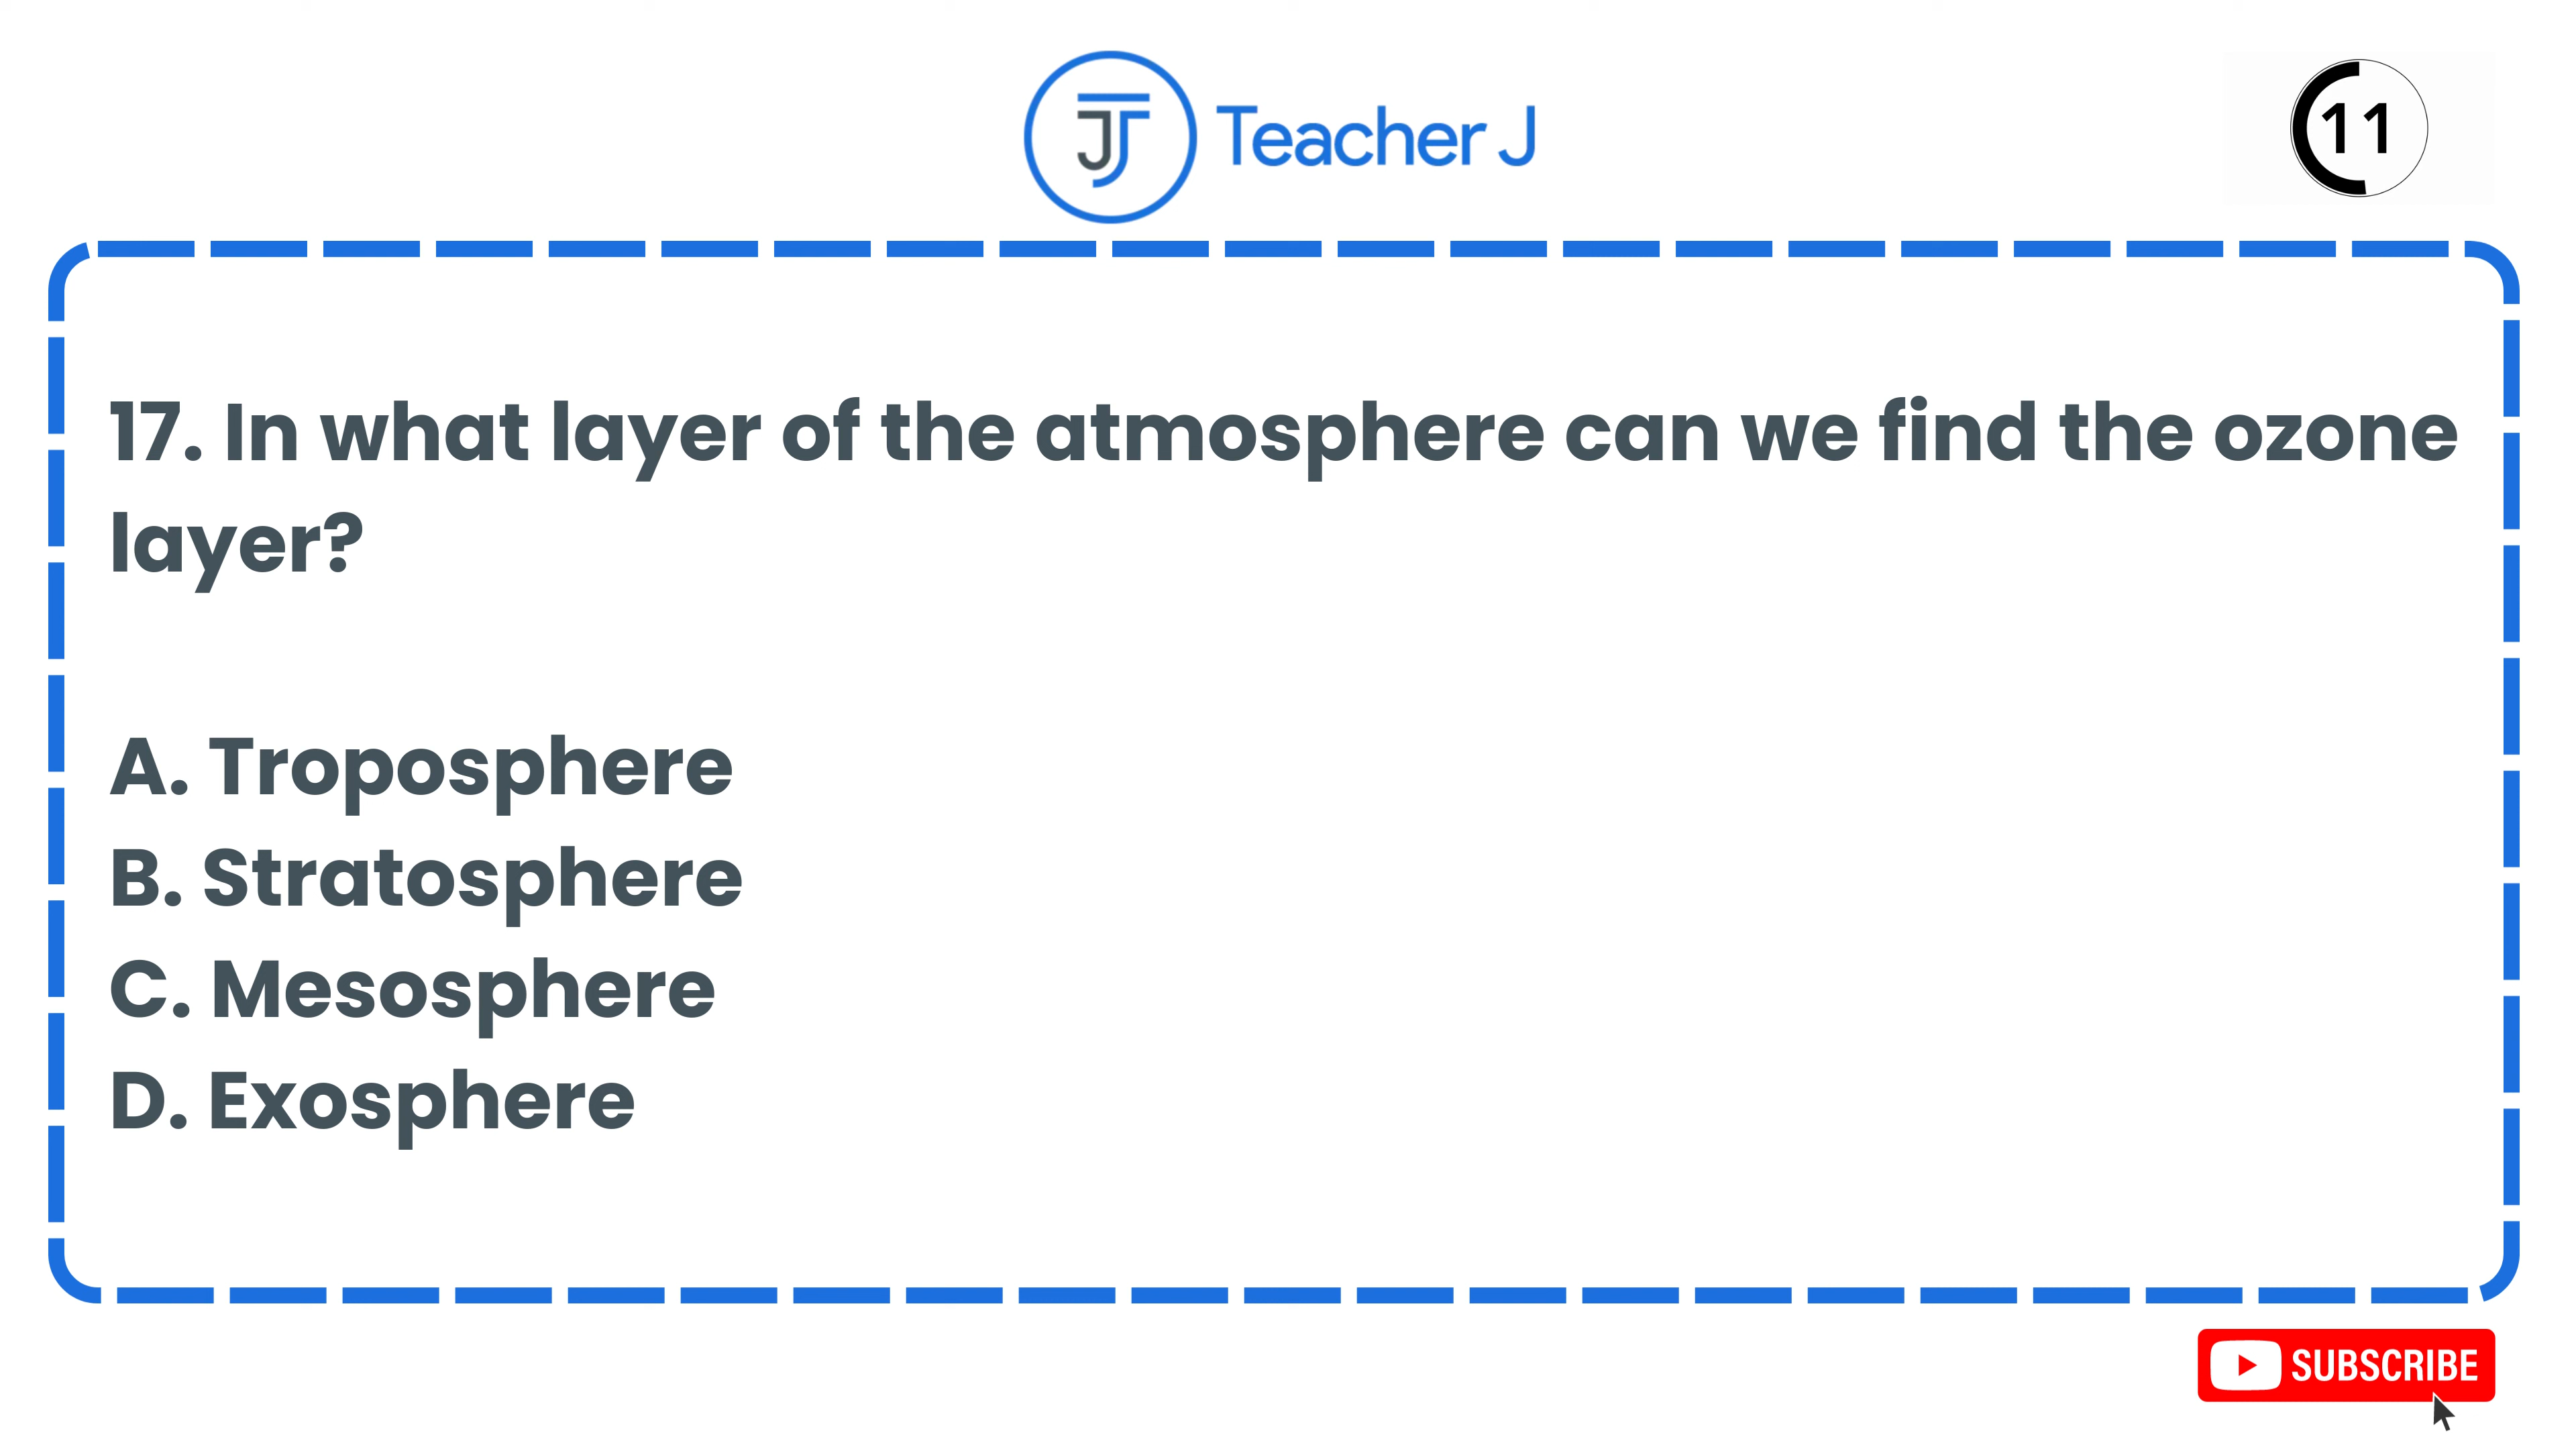 Teacher J
11
17. In what layer of the atmosphere can we find the ozone
layer?
A. Troposphere
B. Stratosphere
C. Mesosphere
D. Exosphere
SUBSCRIBE